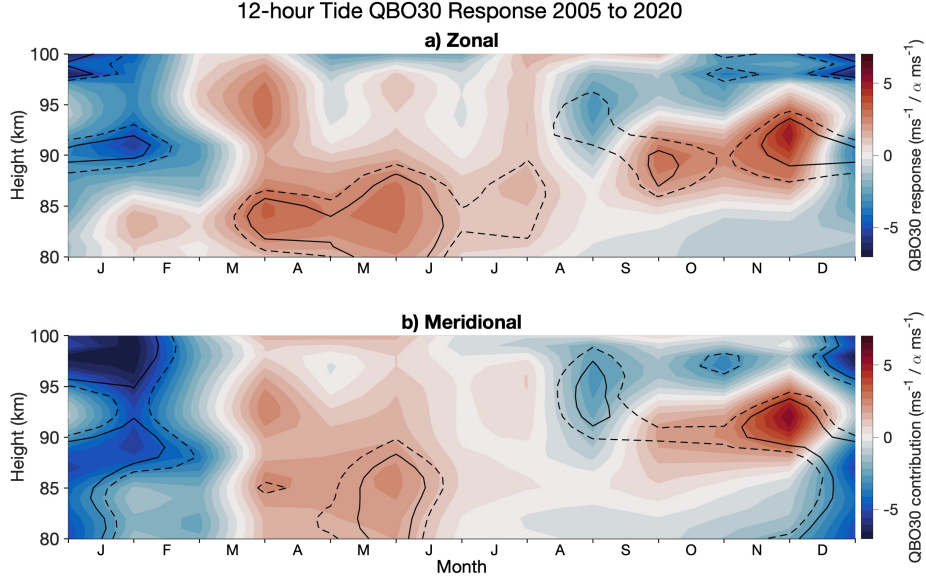 12-hour Tide QBO30 Response 2005 to 2020
a) Zonal
100
95
90
85
80
Height (km)
J F M A M J J A S O N D
5
0
-5
QBO30 response (ms⁻¹ / α ms⁻¹)
b) Meridional
100
95
90
85
80
Height (km)
J F M A M J J A S O N D
Month
5
0
-5
QBO30 contribution (ms⁻¹ / α ms⁻¹)